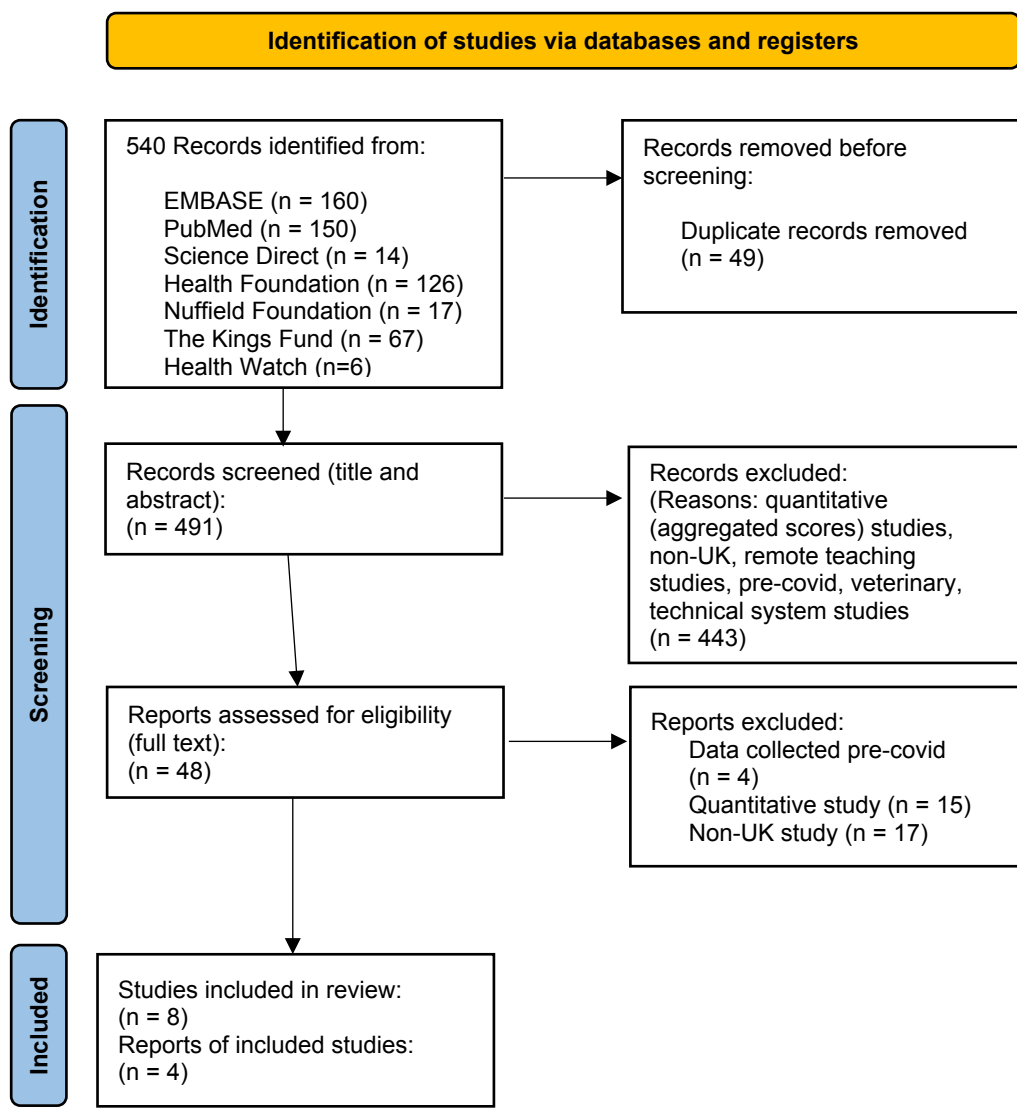 Identification of studies via databases and registers
Identification
540 Records identified from:
EMBASE (n = 160)
PubMed (n = 150)
Science Direct (n = 14)
Health Foundation (n = 126)
Nuffield Foundation (n = 17)
The Kings Fund (n = 67)
Health Watch (n=6)
Records removed before
screening:
Duplicate records removed
(n = 49)
Screening
Records screened (title and
abstract):
(n = 491)
Records excluded:
(Reasons: quantitative
(aggregated scores) studies,
non-UK, remote teaching
studies, pre-covid, veterinary,
technical system studies
(n = 443)
Reports assessed for eligibility
(full text):
(n = 48)
Reports excluded:
Data collected pre-covid
(n = 4)
Quantitative study (n = 15)
Non-UK study (n = 17)
Included
Studies included in review:
(n = 8)
Reports of included studies:
(n = 4)